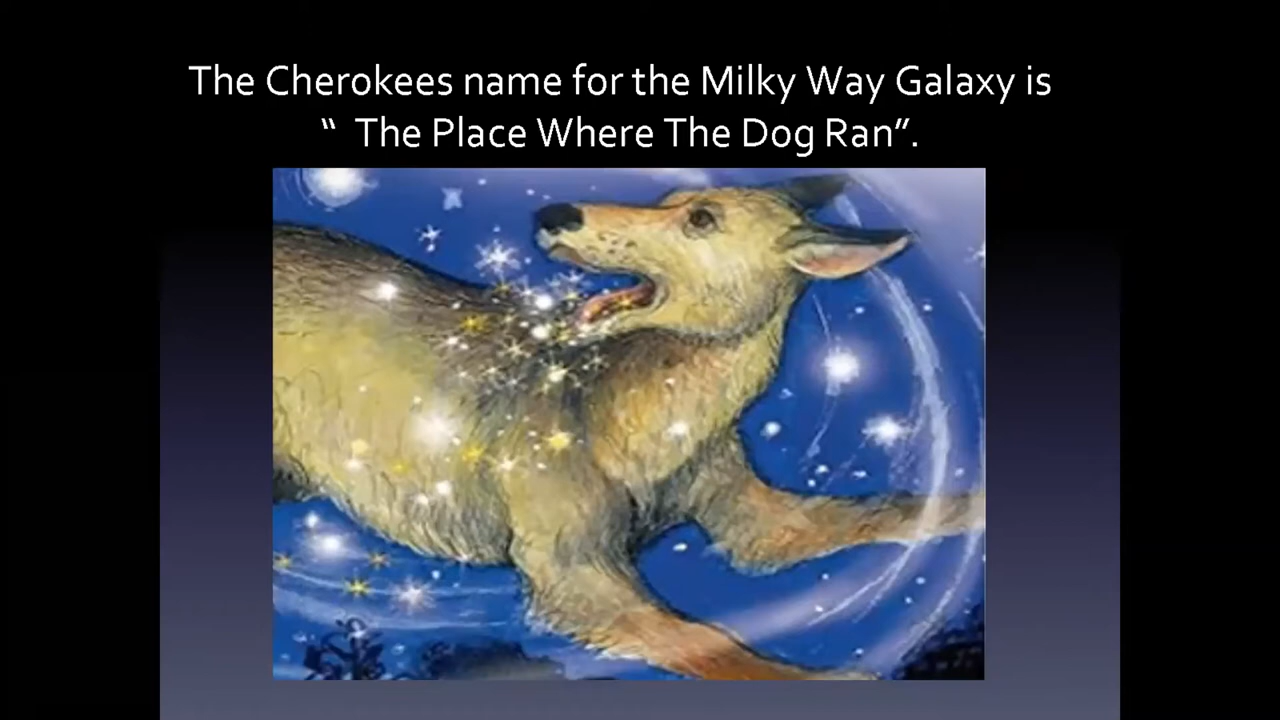 The Cherokees name for the Milky Way Galaxy is
“ The Place Where The Dog Ran”.